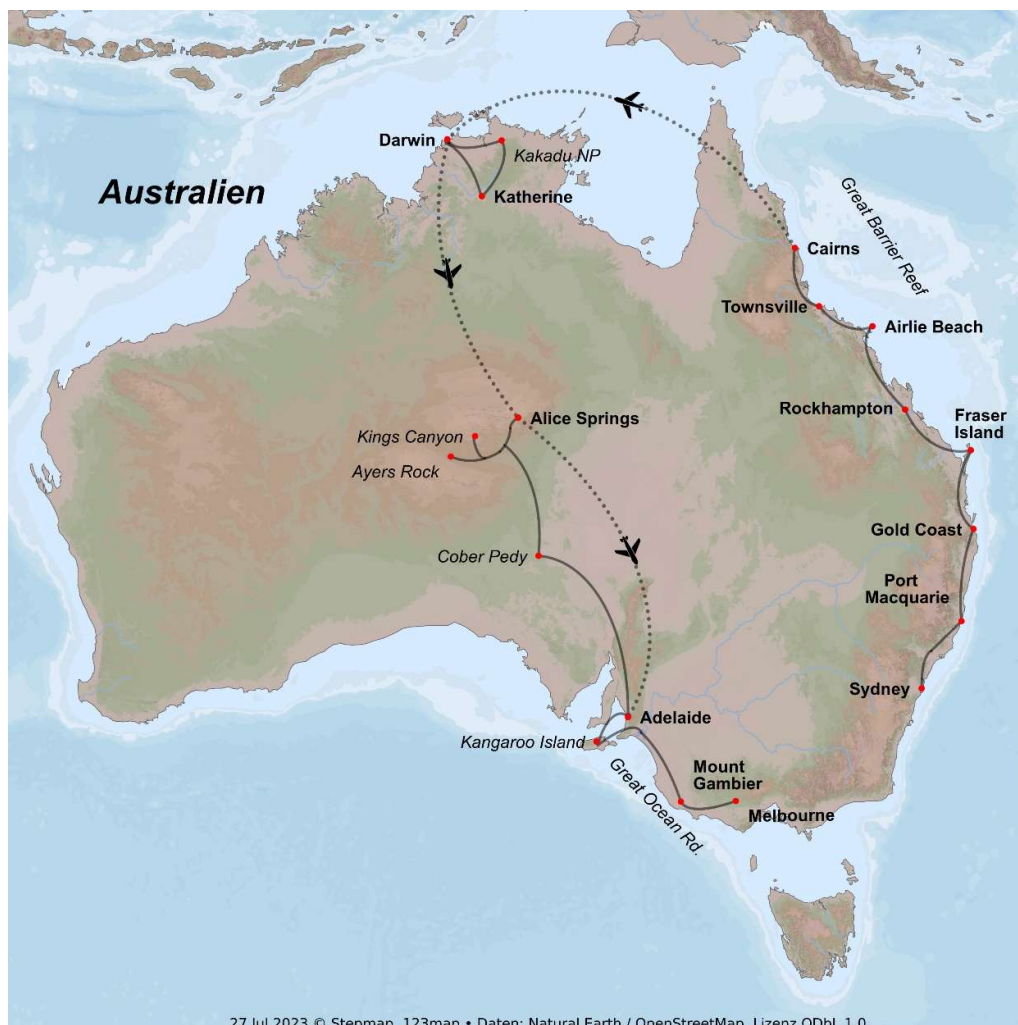 Darwin
Kakadu NP
Australien
Katherine
Great Barrier Reef
Cairns
Townsville
Airlie Beach
Rockhampton
Fraser
Island
Alice Springs
Kings Canyon
Ayers Rock
Gold Coast
Cober Pedy
Port
Macquarie
Sydney
Adelaide
Kangaroo Island
Great Ocean Rd.
Mount
Gambier
Melbourne
27 Jul 2023 © Stepmap, 123map • Daten: Natural Earth / OpenStreetMap, Lizenz ODbL 1.0